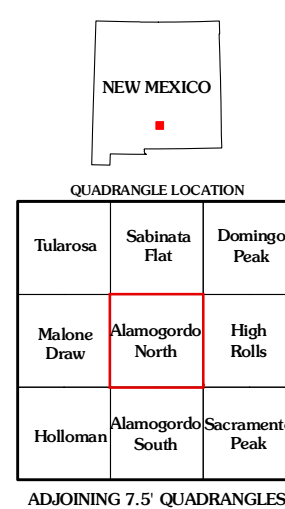 NEW MEXICO
QUADRANGLE LOCATION
Tularosa
Sabinata
Flat
Domingo
Peak
Malone
Draw
Alamogordo
North
High
Rolls
Holloman
Alamogordo
South
Sacrament
Peak
ADJOINING 7.5' QUADRANGLES